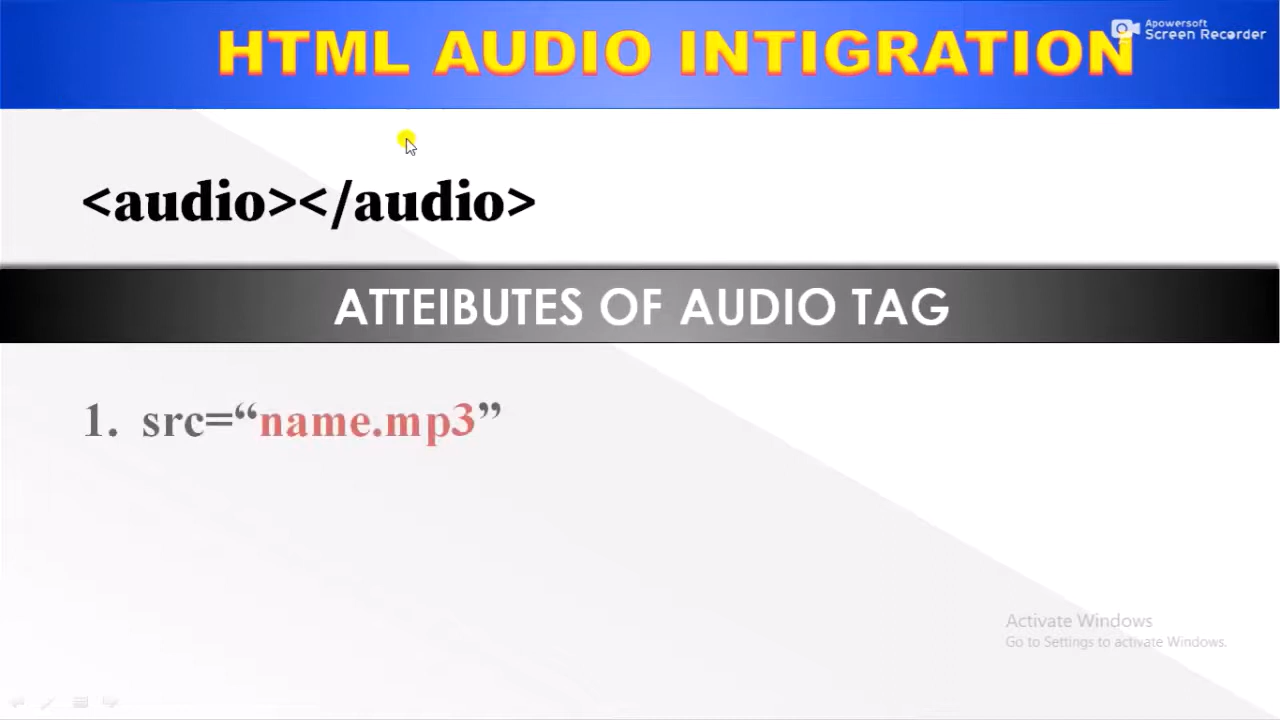 HTML AUDIO INTIGRATION
Apowersoft
Screen Recorder
<audio></audio>
ATTEIBUTES OF AUDIO TAG
1. src=“name.mp3”
Activate Windows
Go to Settings to activate Windows.